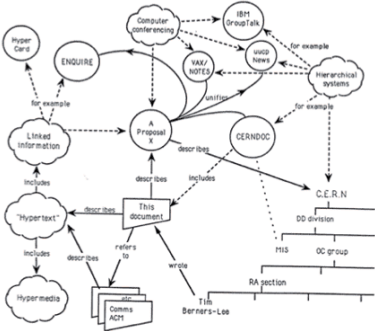 Computer
conferencing
IBM
GroupTalk
Hyper
Card
ENQUIRE
VAX/
NOTES
uucp
News
for example
Hierarchical
systems
for example
unifies
for example
Linked
information
A
Proposal
X
CERNDOC
describes
includes
includes
describes
C.E.R.N
DD division
"Hypertext"
describes
This
document
MIS
OC group
includes
describes
refers
to
wrote
RA section
Hypermedia
etc
Comms
ACM
Tim
Berners-Lee